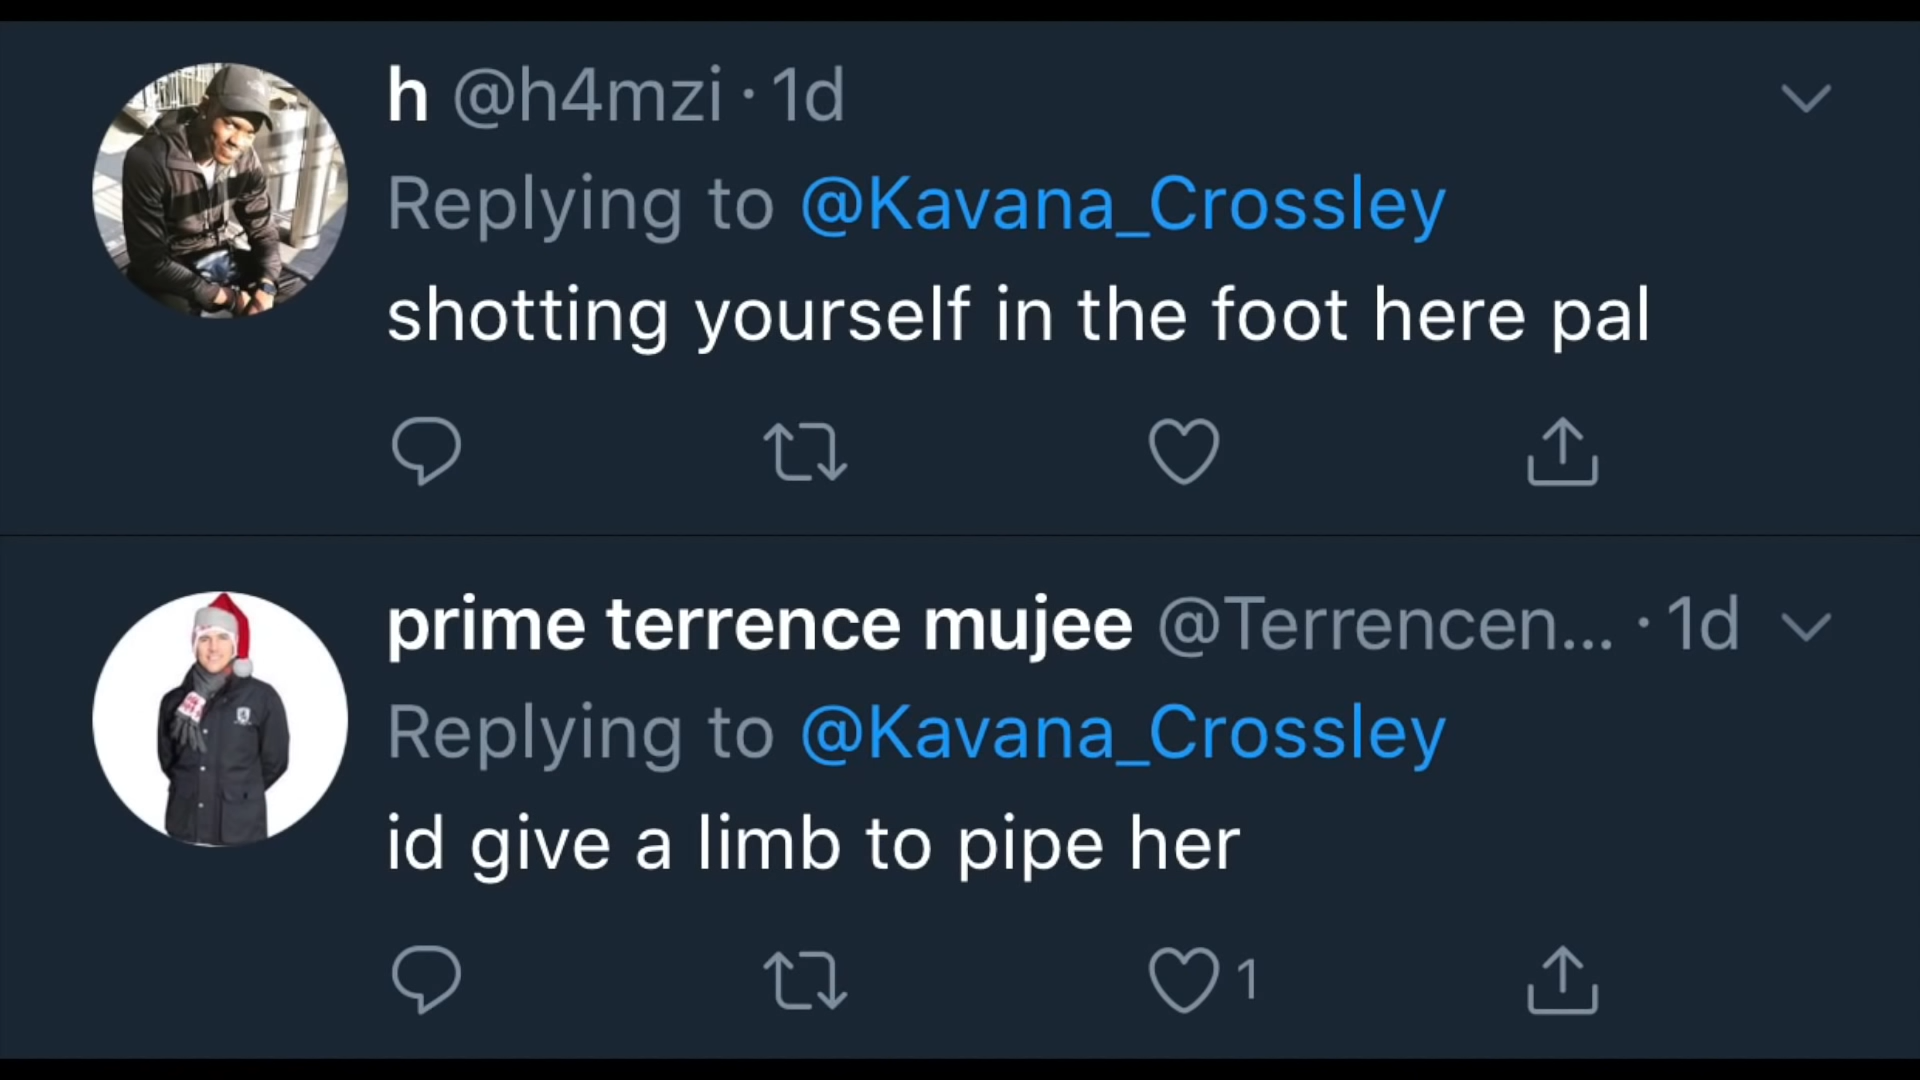 h @h4mzi · 1d
Replying to @Kavana_Crossley
shotting yourself in the foot here pal
prime terrence mujee @Terrencen... · 1d
Replying to @Kavana_Crossley
id give a limb to pipe her
1